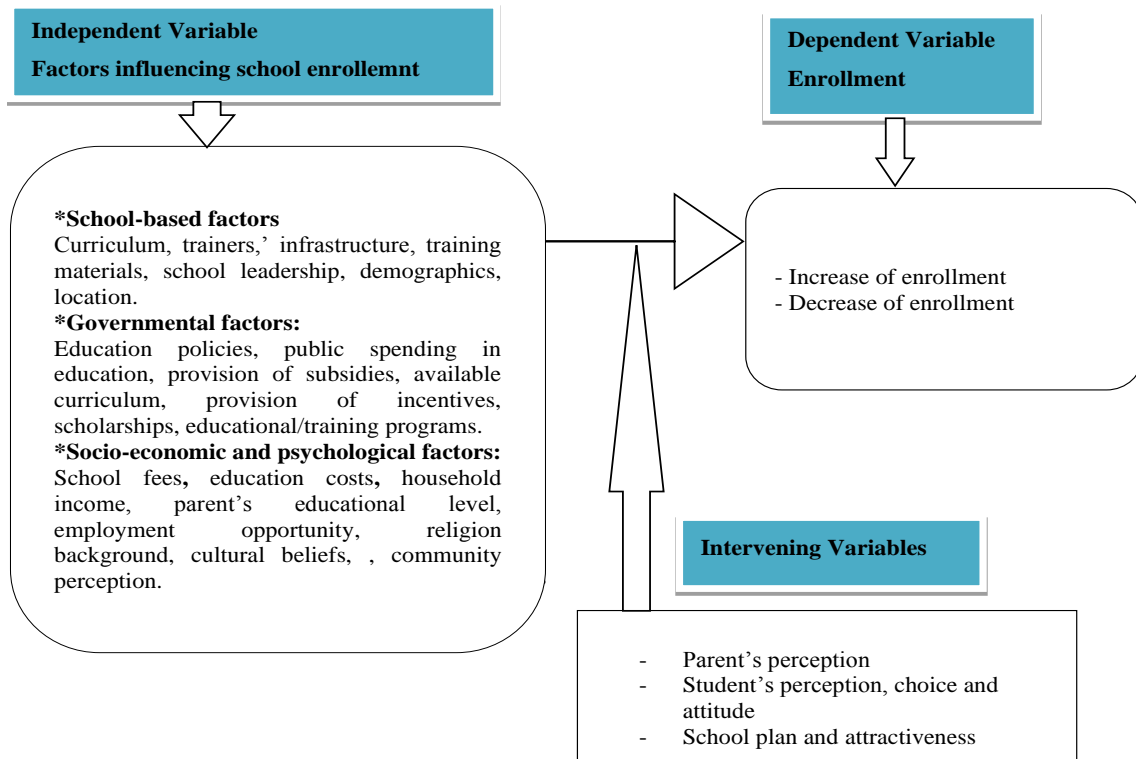 Independent Variable
Factors influencing school enrollemnt
Dependent Variable
Enrollment
*School-based factors
Curriculum, trainers,’ infrastructure, training
materials, school leadership, demographics,
location.
*Governmental factors:
Education policies, public spending in
education, provision of subsidies, available
curriculum, provision of incentives,
scholarships, educational/training programs.
*Socio-economic and psychological factors:
School fees, education costs, household
income, parent’s educational level,
employment opportunity, religion
background, cultural beliefs, , community
perception.
- Increase of enrollment
- Decrease of enrollment
Intervening Variables
- Parent’s perception
- Student’s perception, choice and
attitude
- School plan and attractiveness